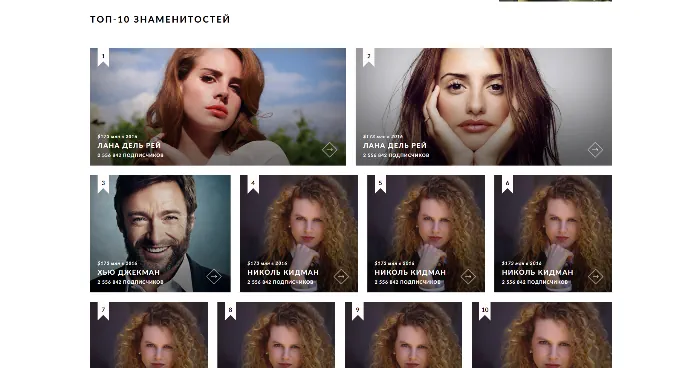 ТОП-10 ЗНАМЕНИТОСТЕЙ
1
$173 млн в 2016
ЛАНА ДЕЛЬ РЕЙ
2 556 842 ПОДПИСЧИКОВ
2
$173 млн в 2016
ЛАНА ДЕЛЬ РЕЙ
2 556 842 ПОДПИСЧИКОВ
3
$173 млн в 2016
ХЬЮ ДЖЕКМАН
2 556 842 ПОДПИСЧИКОВ
4
$173 млн в 2016
НИКОЛЬ КИДМАН
2 556 842 ПОДПИСЧИКОВ
5
$173 млн в 2016
НИКОЛЬ КИДМАН
2 556 842 ПОДПИСЧИКОВ
6
$173 млн в 2016
НИКОЛЬ КИДМАН
2 556 842 ПОДПИСЧИКОВ
7
8
9
10